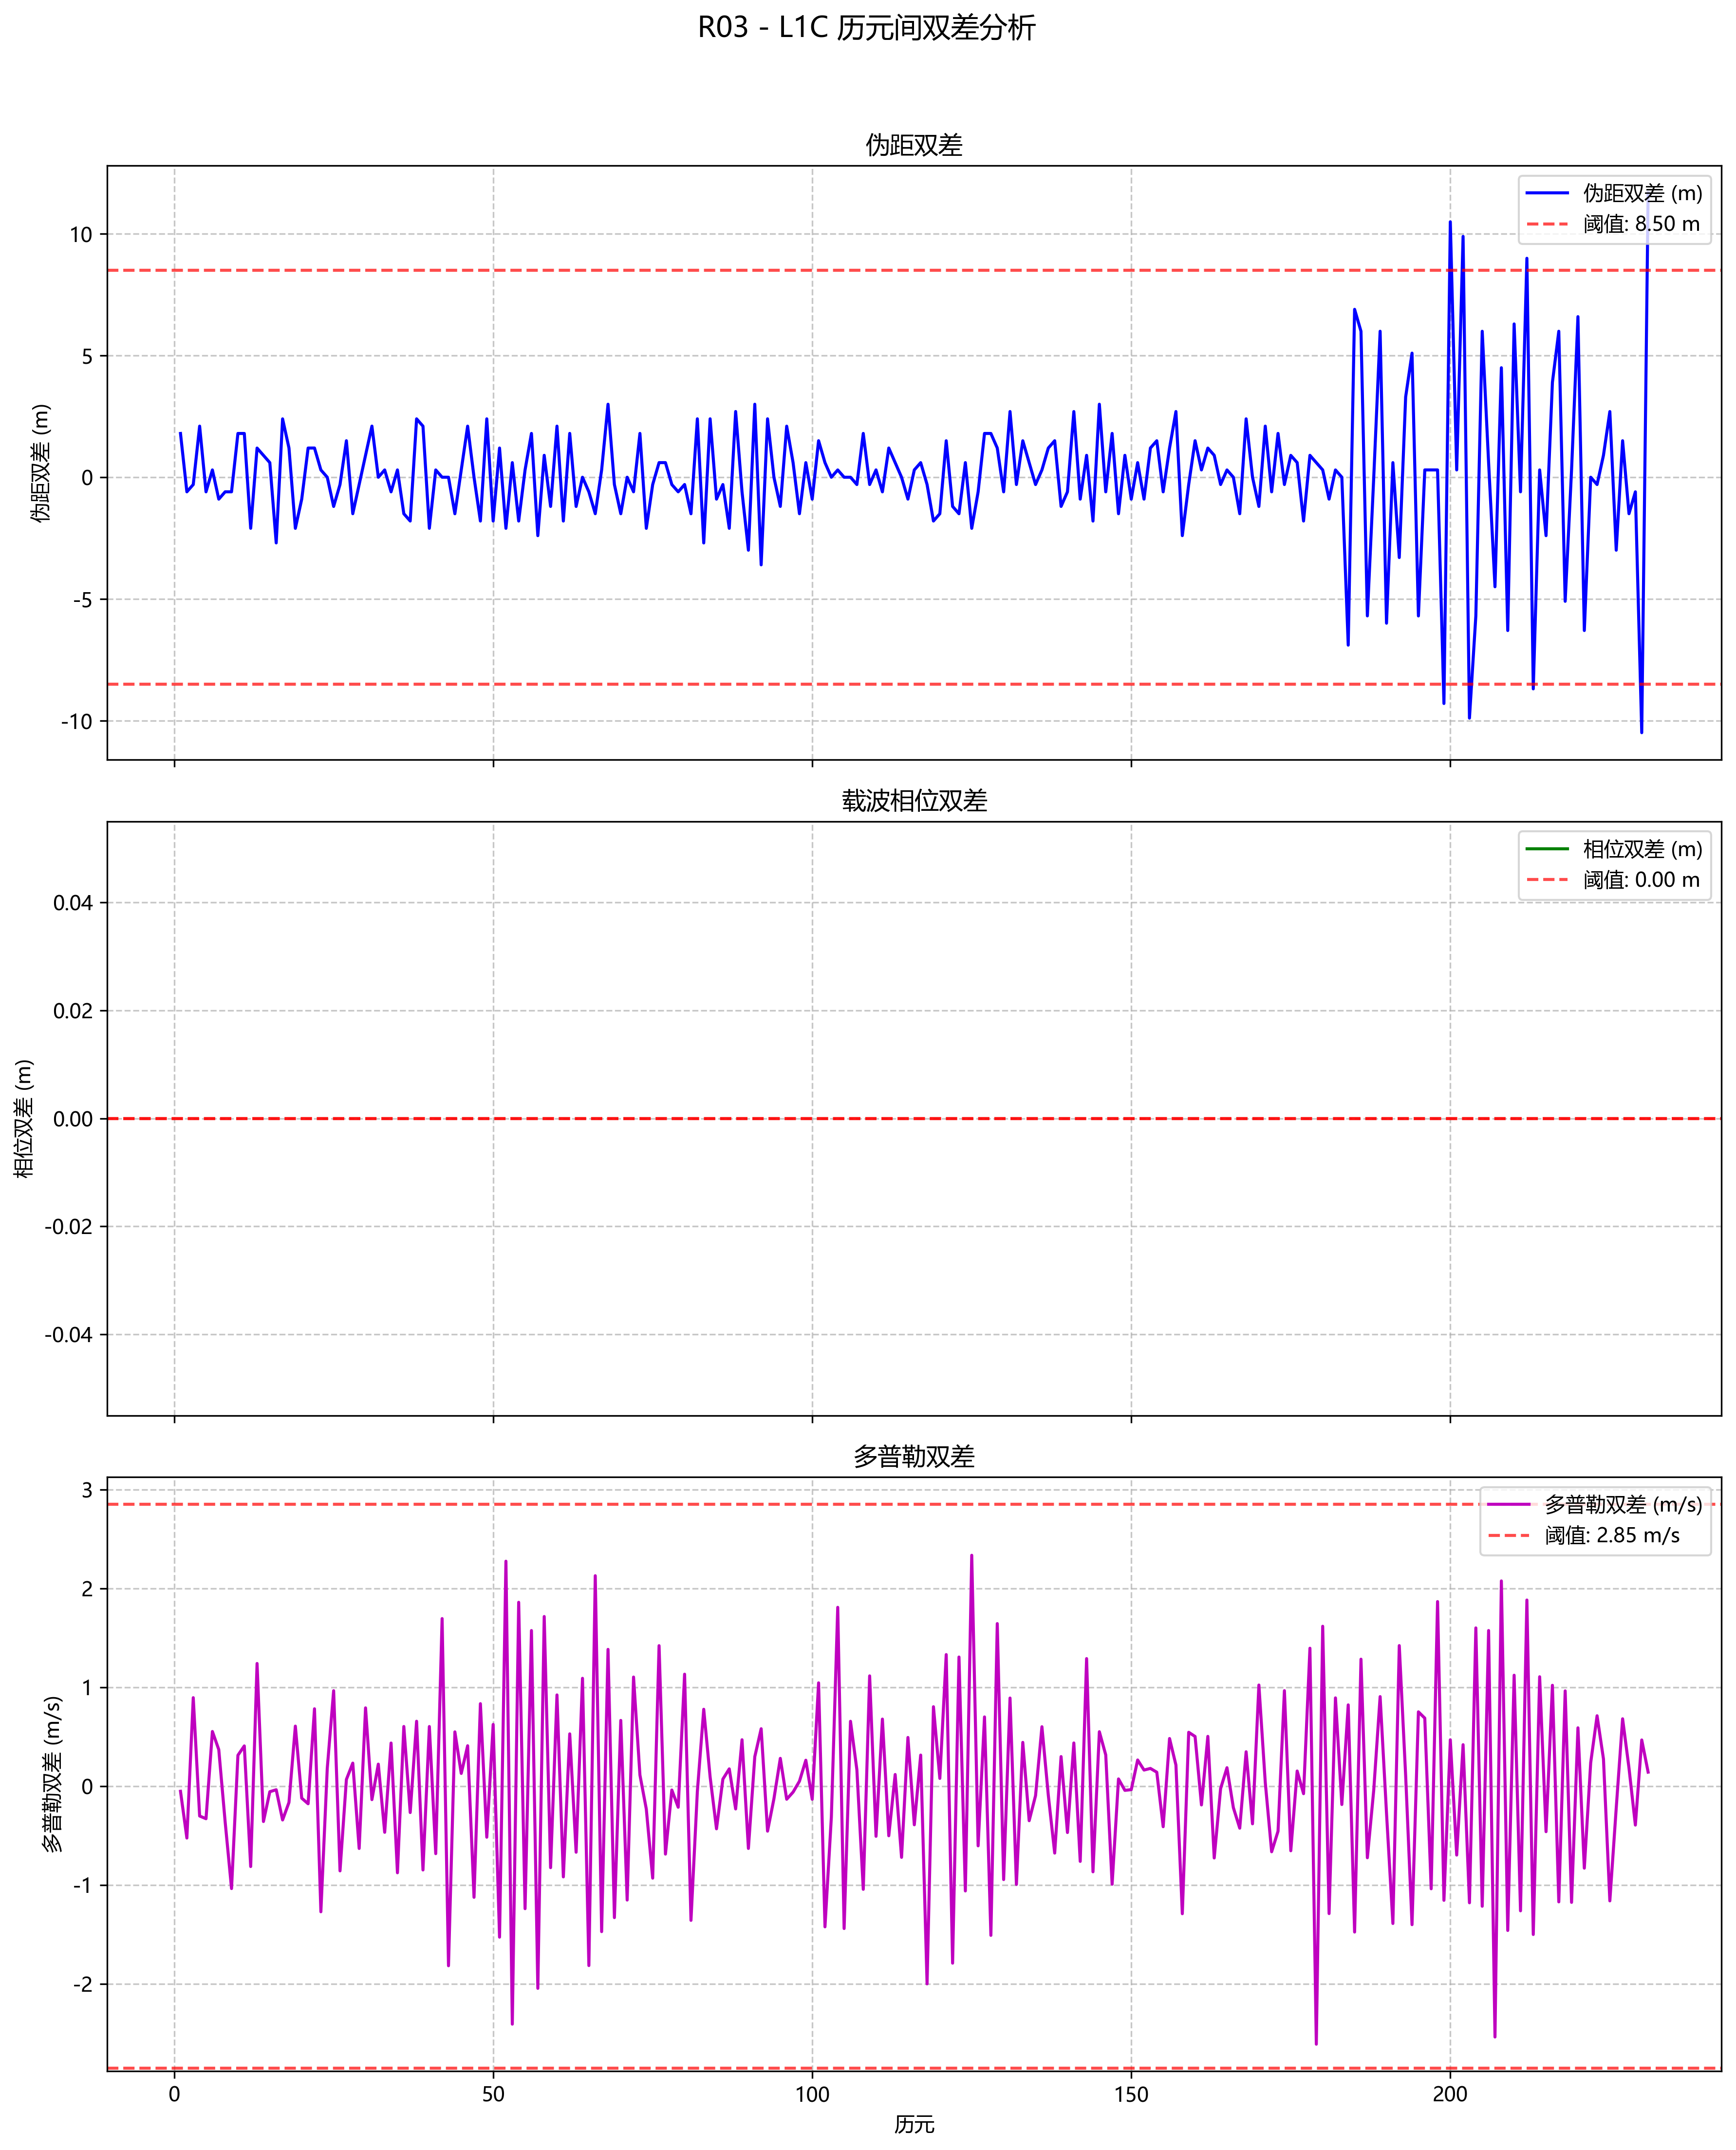 R03 - L1C 历元间双差分析
伪距双差
伪距双差 (m)
阈值: 8.50 m
10
5
0
-5
-10
伪距双差 (m)
载波相位双差
相位双差 (m)
阈值: 0.00 m
0.04
0.02
0.00
-0.02
-0.04
相位双差 (m)
多普勒双差
多普勒双差 (m/s)
阈值: 2.85 m/s
3
2
1
0
-1
-2
多普勒双差 (m/s)
0 50 100 150 200
历元